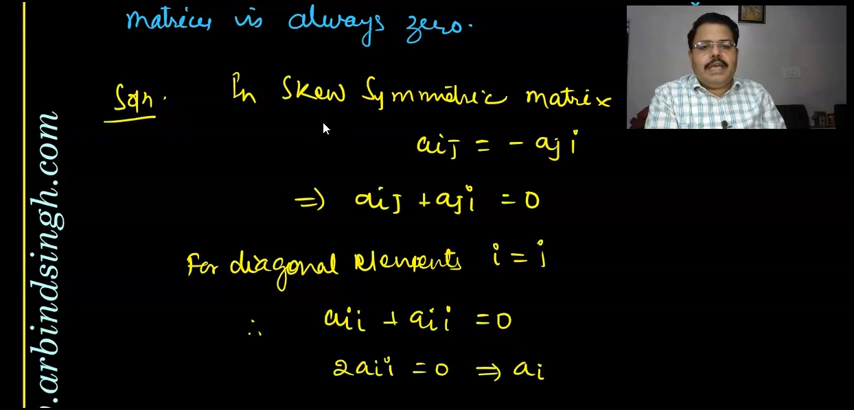 matrices is always zero.
Soln. In Skew Symmetric matrix
aij = - aji
=> aij + aji = 0
For diagonal elements i = j
∴ aii + aii = 0
2aii = 0 => ai
.arbindsingh.com